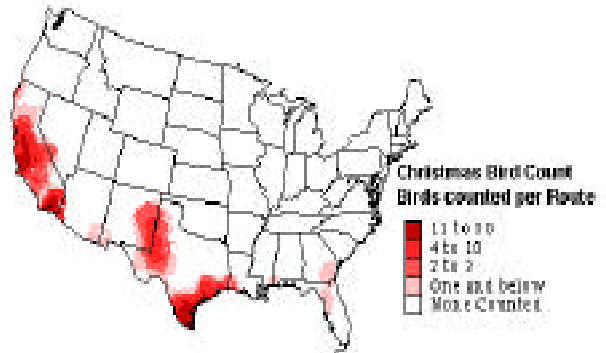 Christmas Bird Count
Birds counted per Route
4 to 10
One and below
None Counted